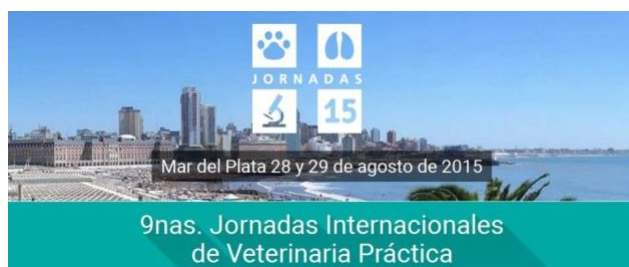 JORNADAS
15
Mar del Plata 28 y 29 de agosto de 2015
9nas. Jornadas Internacionales
de Veterinaria Práctica